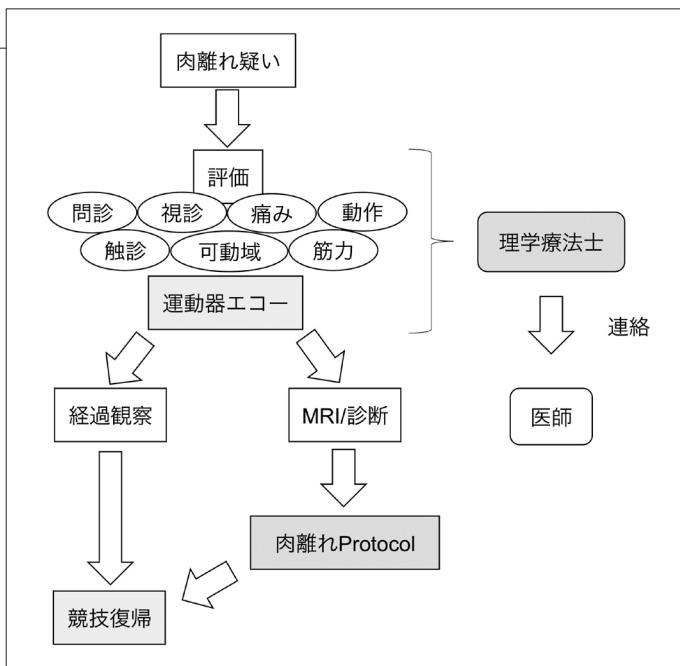 肉離れ疑い
評価
問診
視診
痛み
動作
触診
可動域
筋力
運動器エコー
理学療法士
連絡
医師
経過観察
MRI/診断
肉離れProtocol
競技復帰